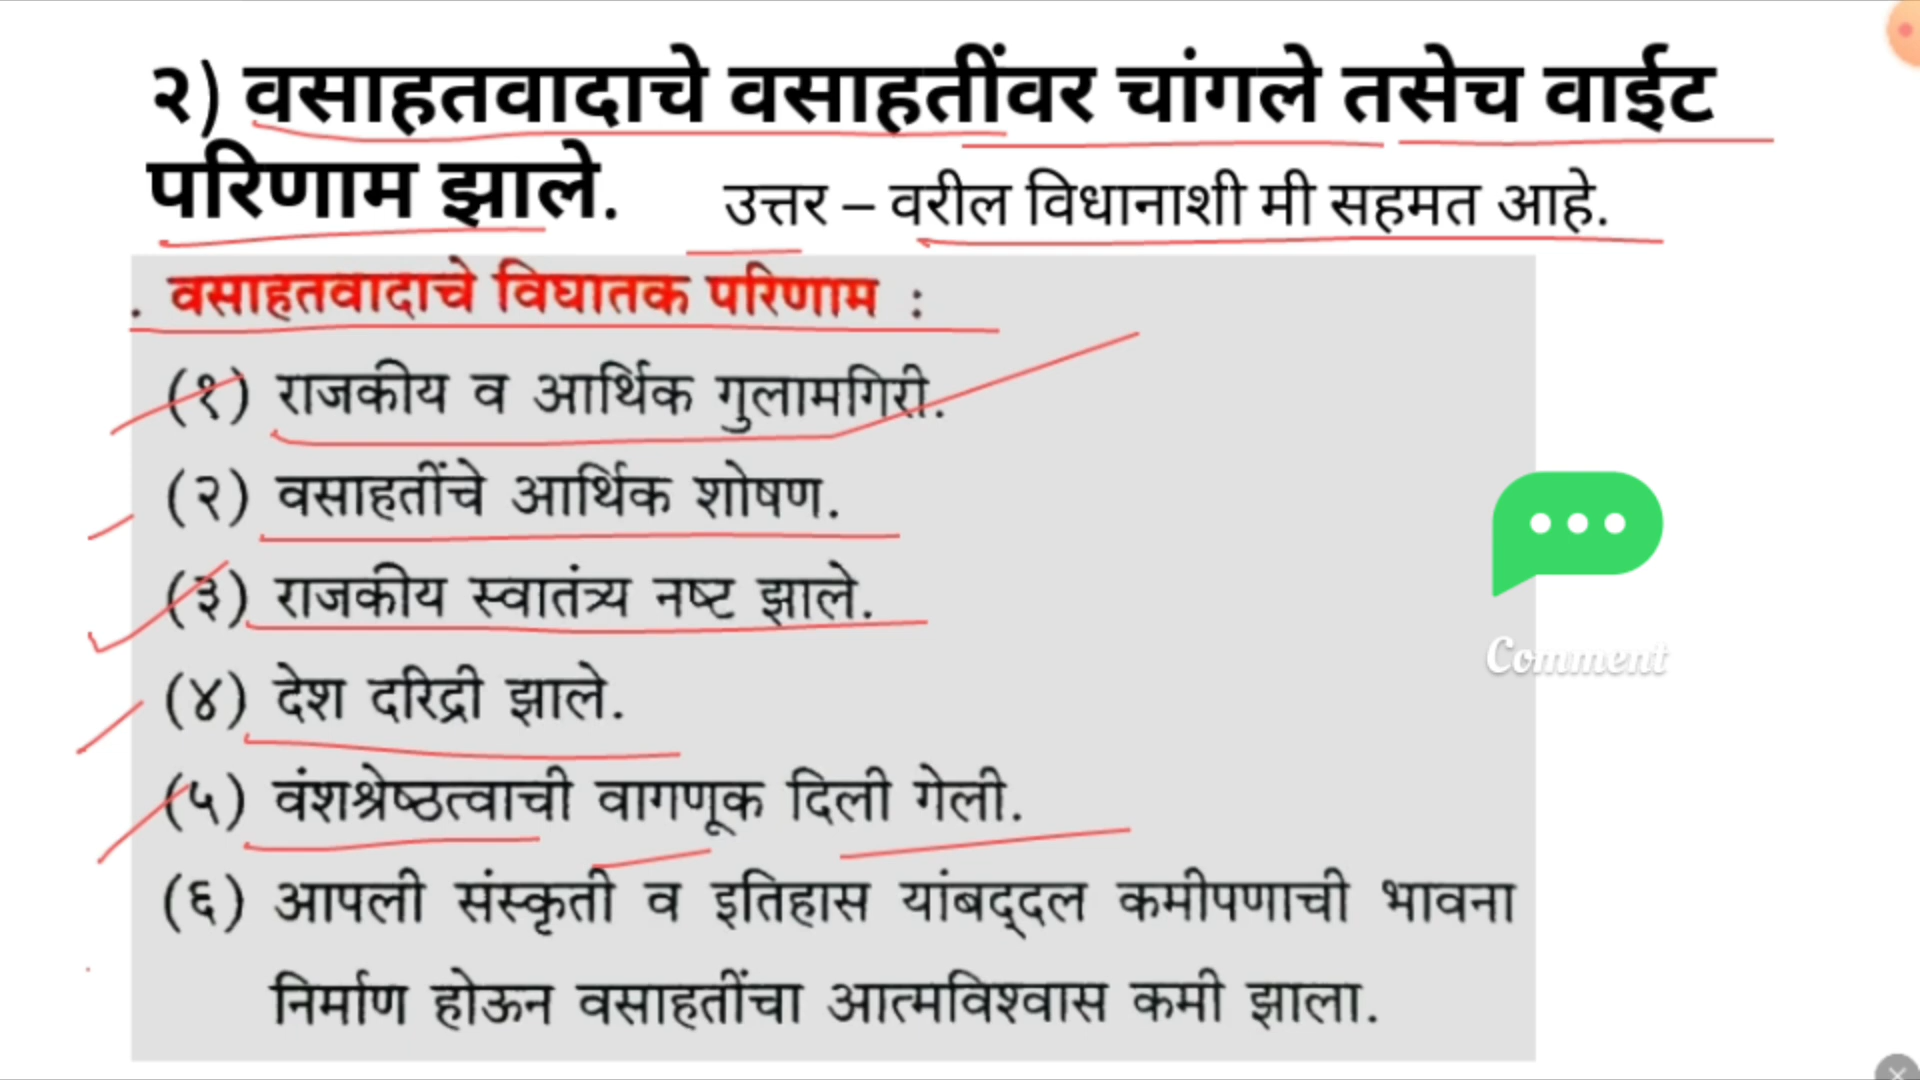 २) वसाहतवादाचे वसाहतींवर चांगले तसेच वाईट
परिणाम झाले. उत्तर – वरील विधानाशी मी सहमत आहे.
. वसाहतवादाचे विघातक परिणाम :
(१) राजकीय व आर्थिक गुलामगिरी.
(२) वसाहतींचे आर्थिक शोषण.
(३) राजकीय स्वातंत्र्य नष्ट झाले.
(४) देश दरिद्री झाले.
(५) वंशश्रेष्ठत्वाची वागणूक दिली गेली.
(६) आपली संस्कृती व इतिहास यांबद्‌दल कमीपणाची भावना
निर्माण होऊन वसाहतींचा आत्मविश्वास कमी झाला.
Comment